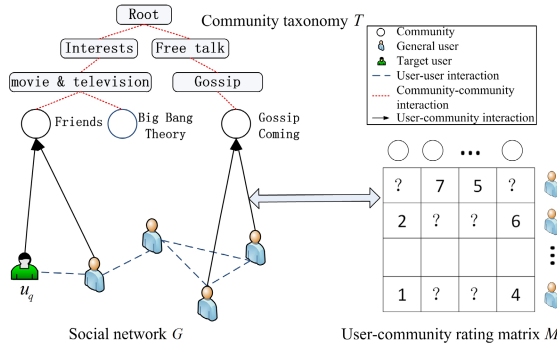 Root
Community taxonomy T
Interests
Free talk
movie & television
Gossip
Friends
Big Bang
Theory
Gossip
Coming
Community
General user
Target user
User-user interaction
Community-community
interaction
User-community interaction
...
? 7 5 ?
2 ? ? 6
⋮
1 ? ? 4
u_q
Social network G
User-community rating matrix M